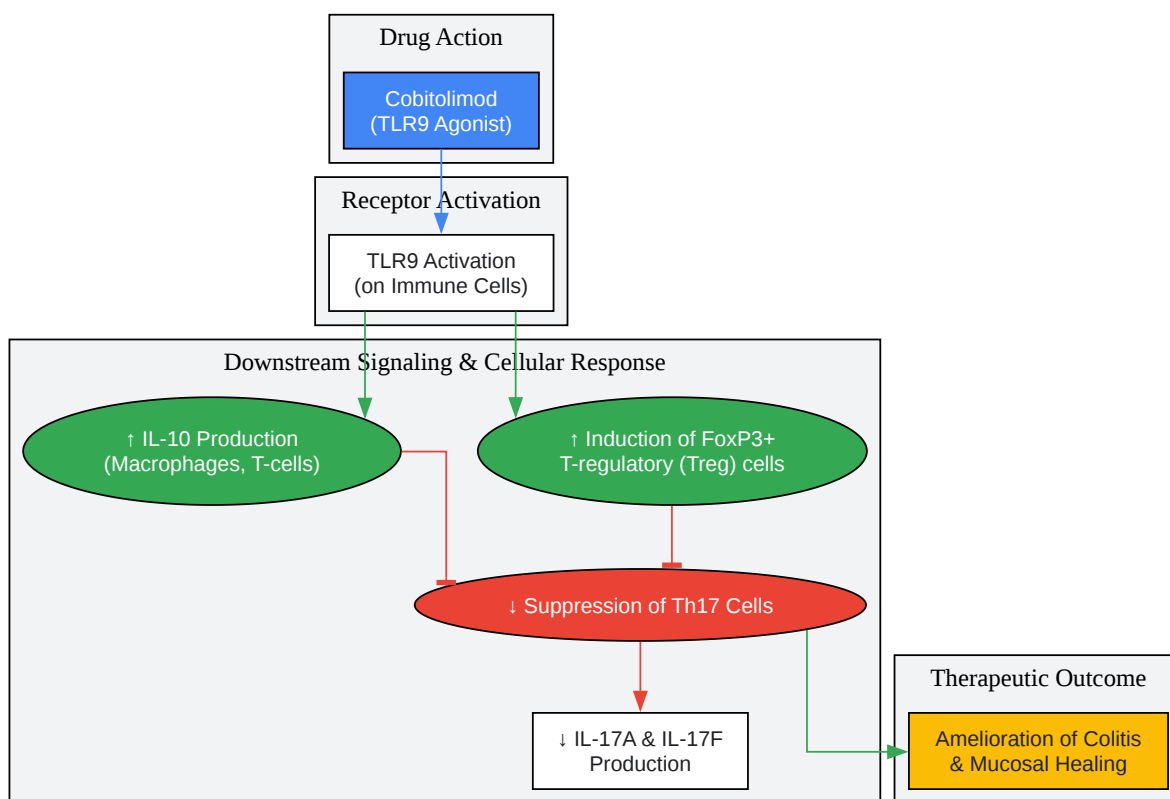 Drug Action
Cobitolimod
(TLR9 Agonist)
Receptor Activation
TLR9 Activation
(on Immune Cells)
Downstream Signaling & Cellular Response
↑ IL-10 Production
(Macrophages, T-cells)
↑ Induction of FoxP3+
T-regulatory (Treg) cells
↓ Suppression of Th17 Cells
↓ IL-17A & IL-17F
Production
Therapeutic Outcome
Amelioration of Colitis
& Mucosal Healing